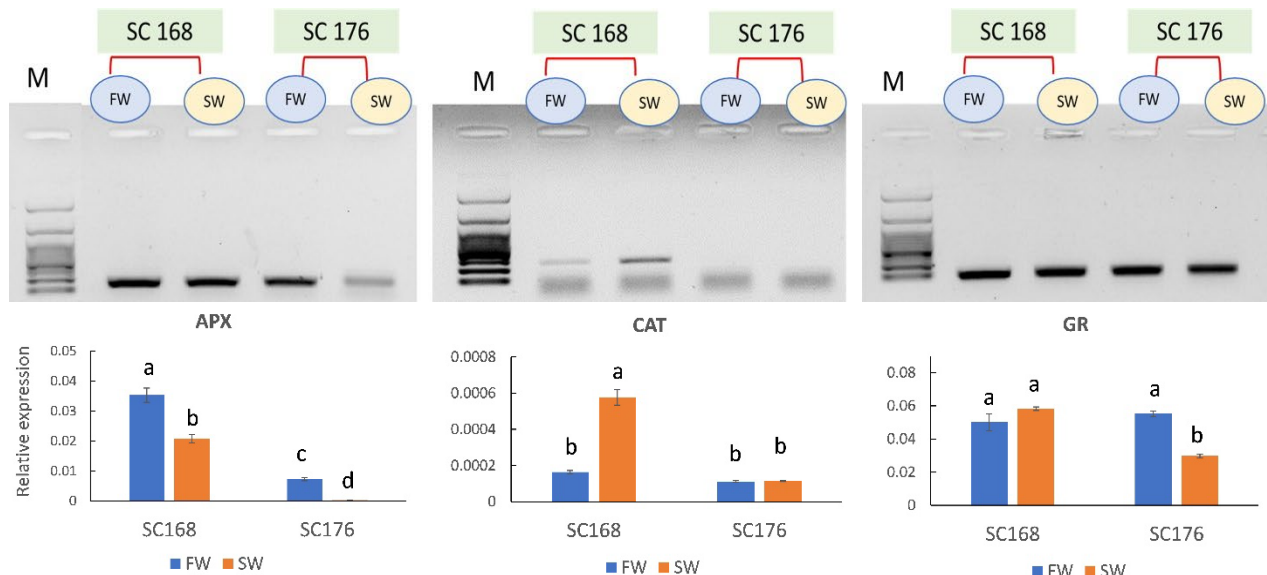 SC 168 SC 176
M FW SW FW SW
SC 168 SC 176
M FW SW FW SW
SC 168 SC 176
M FW SW FW SW
APX
Relative expression
0.05
0.04
0.03
0.02
0.01
0
a
b
c
d
SC168 SC176
FW SW
CAT
0.0008
0.0006
0.0004
0.0002
0
b
a
b
b
SC168 SC176
FW SW
GR
0.08
0.06
0.04
0.02
0
a
a
a
b
SC168 SC176
FW SW